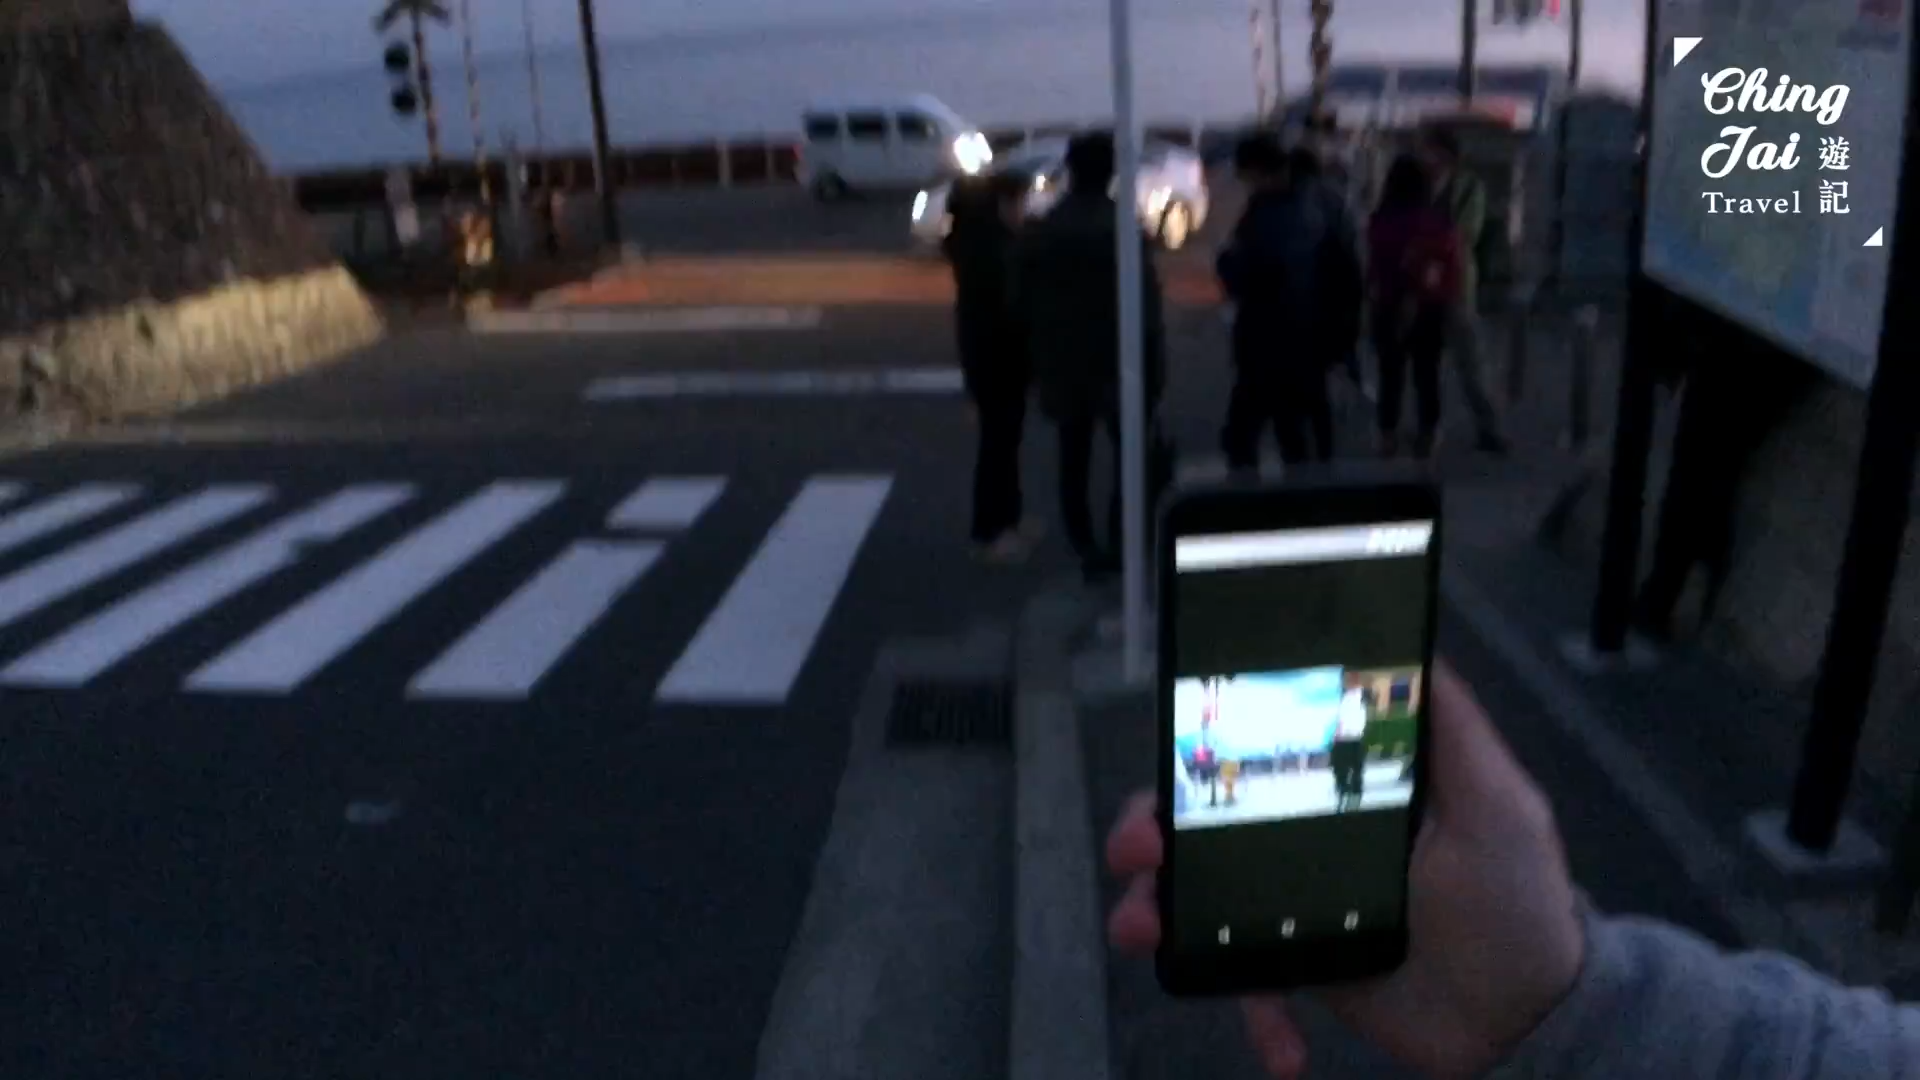 Ching
Jai 遊
Travel 記